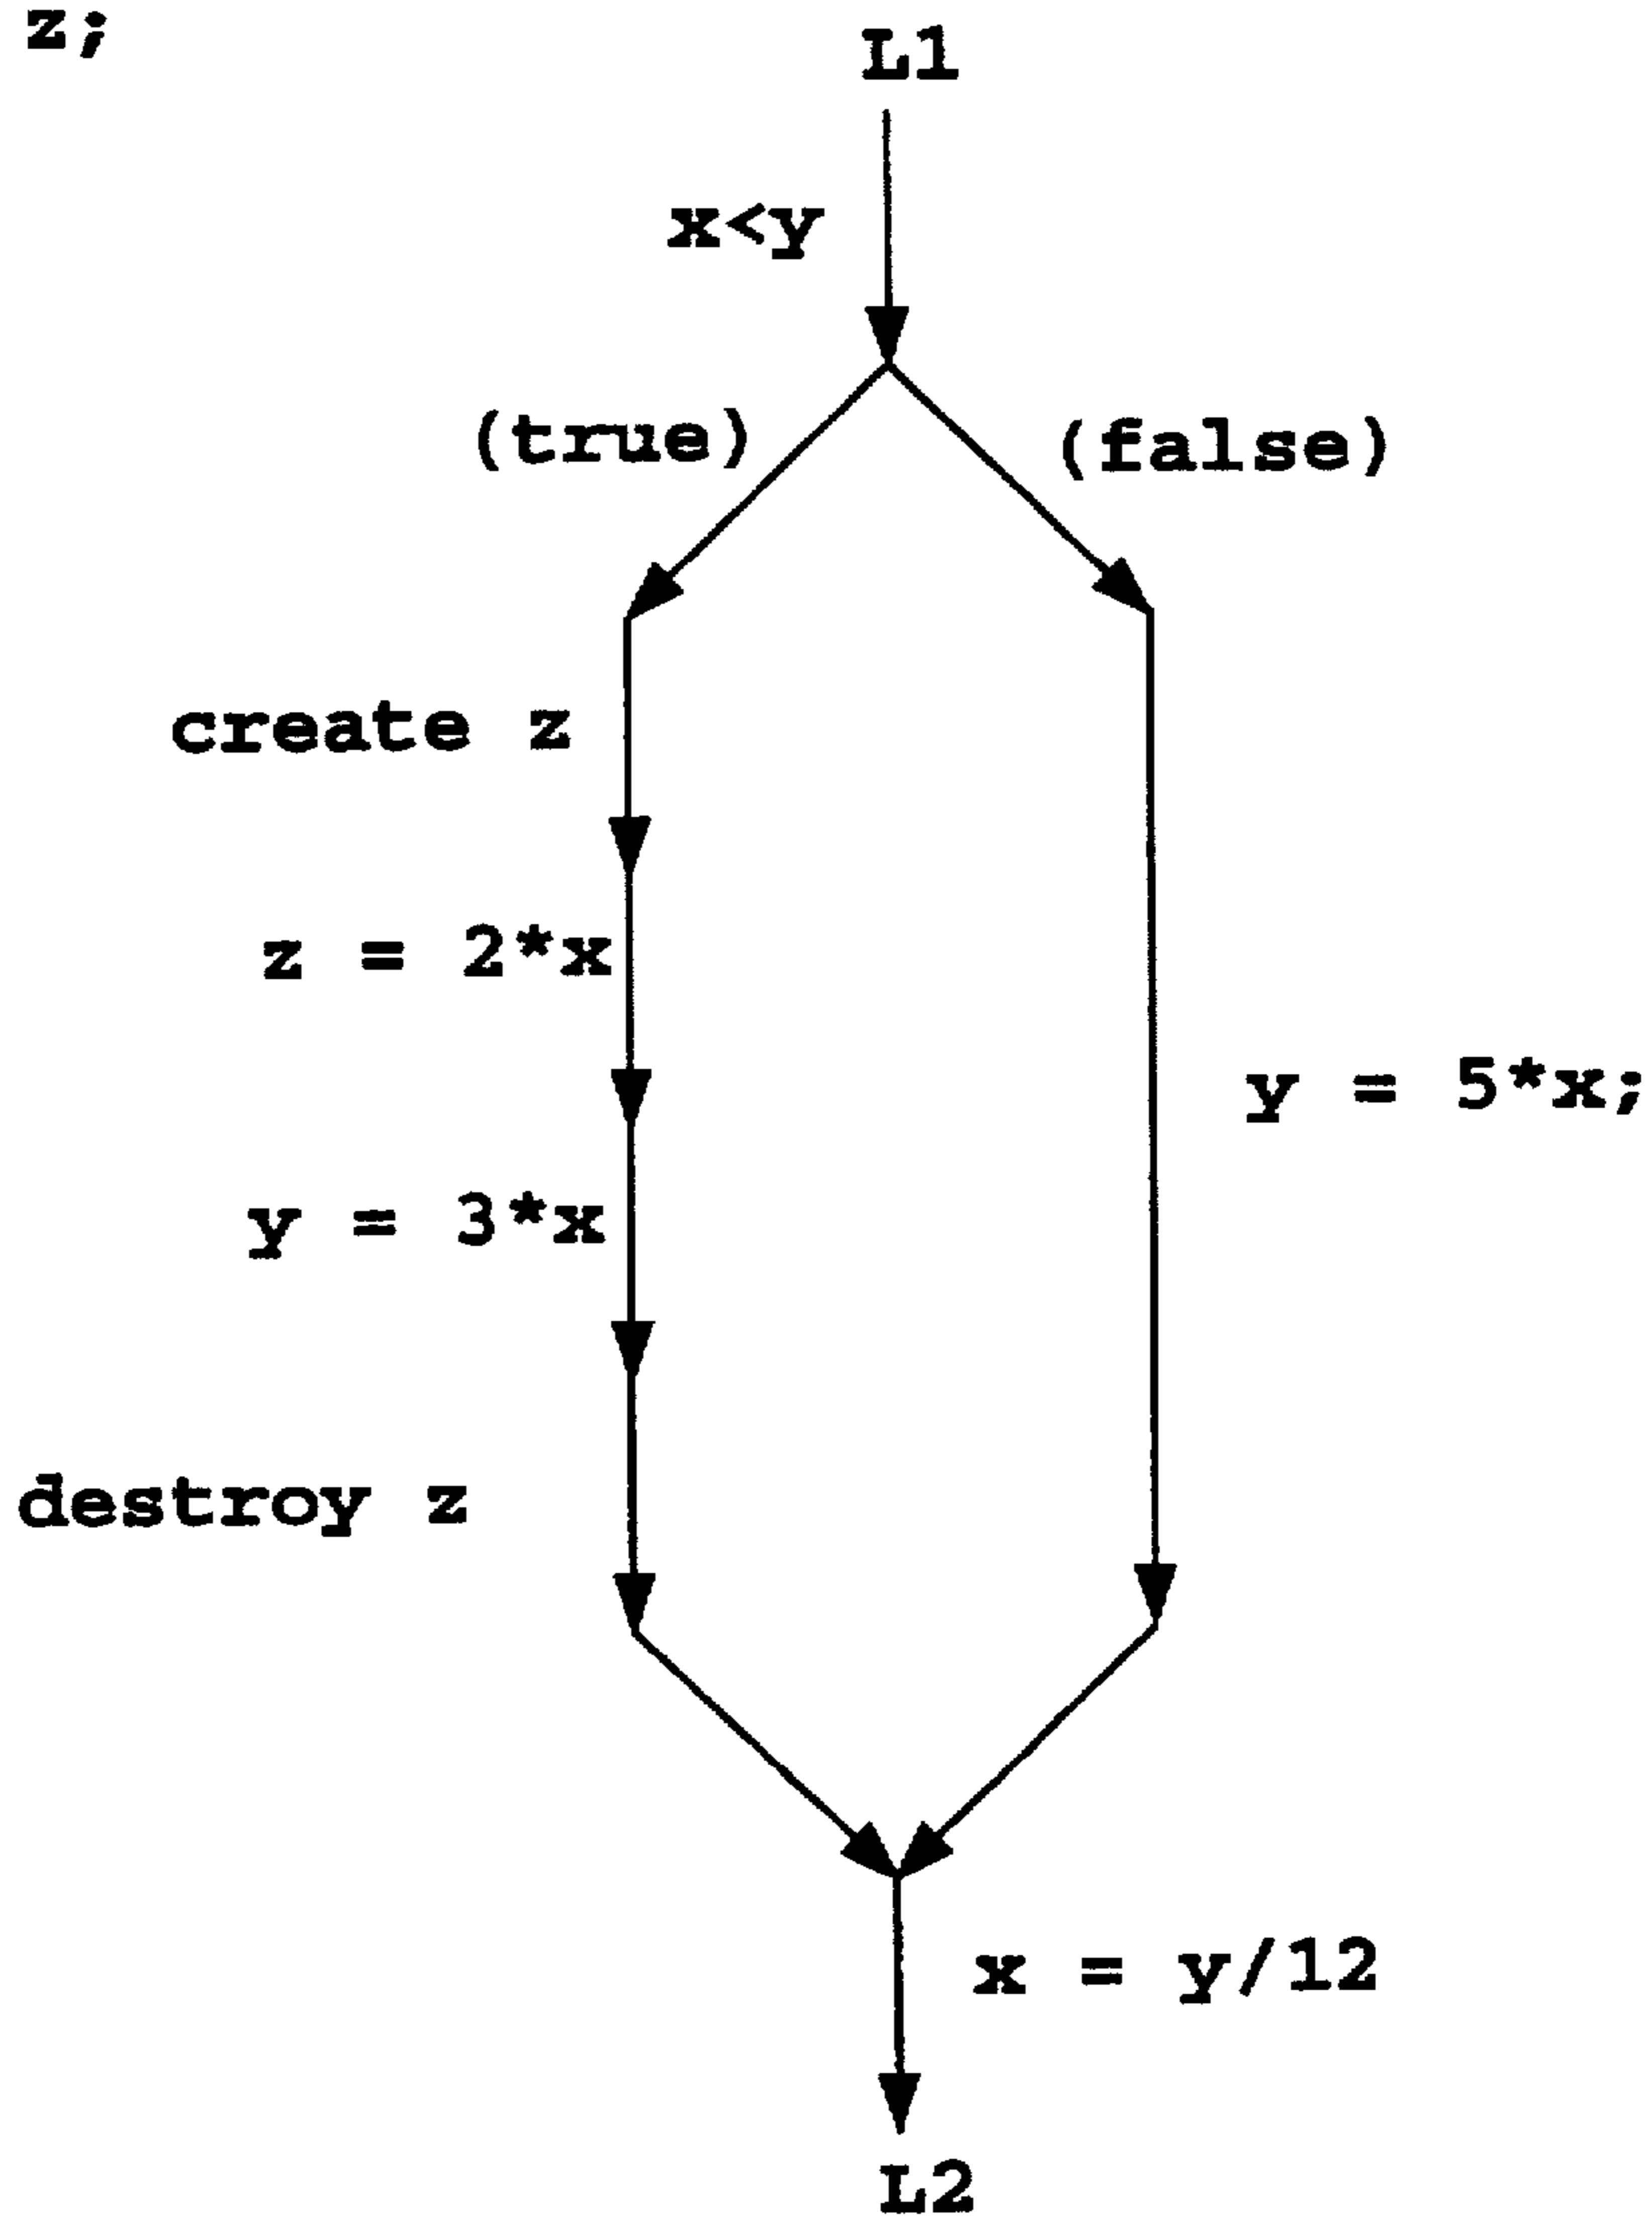 z;
L1
x<y
(true)
(false)
create z
z = 2*x
y = 5*x;
y = 3*x
destroy z
x = y/12
L2